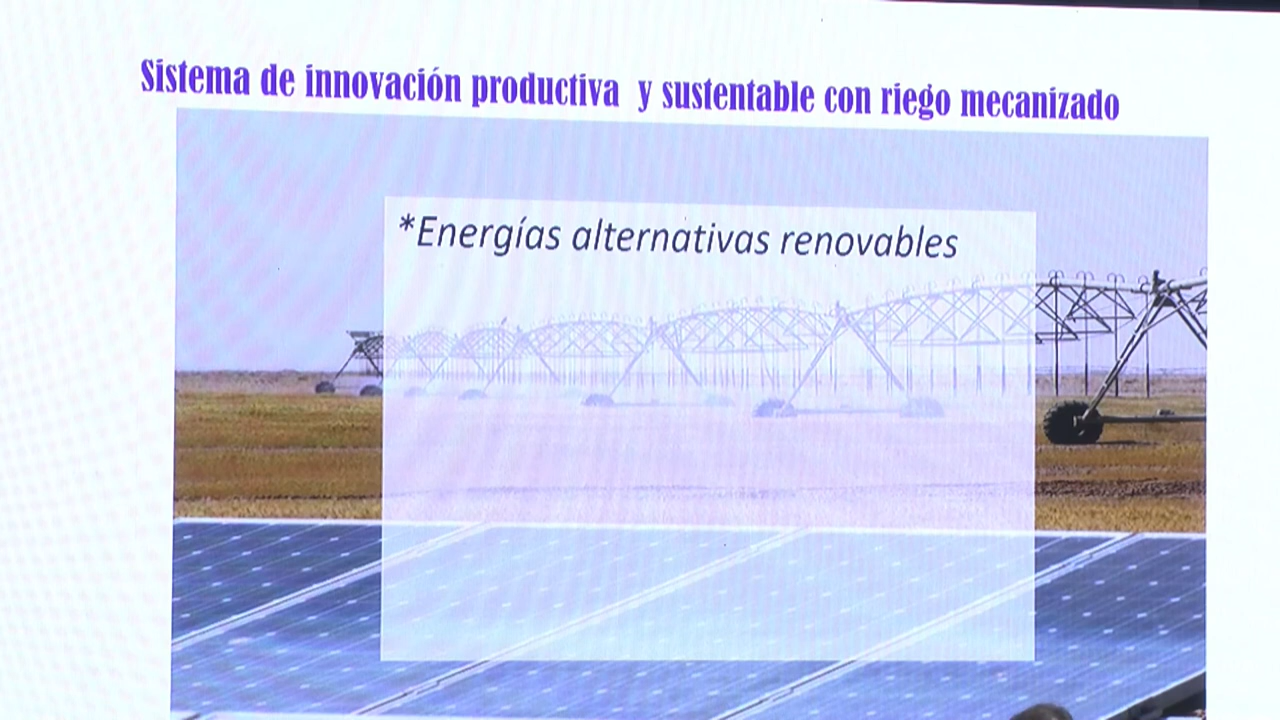 Sistema de innovación productiva y sustentable con riego mecanizado
*Energías alternativas renovables